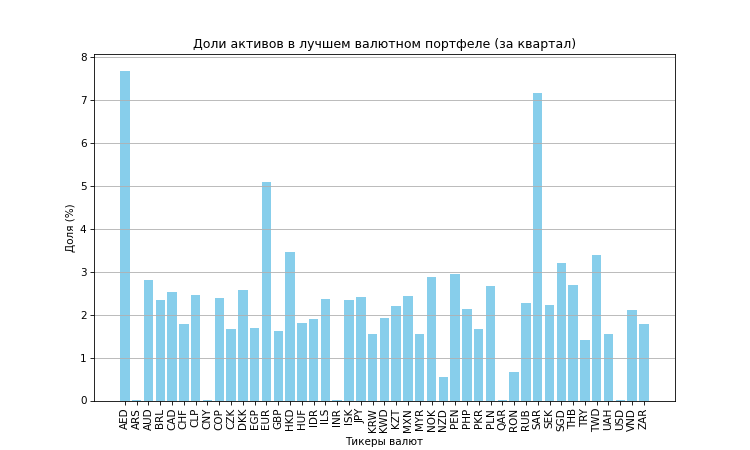 Доли активов в лучшем валютном портфеле (за квартал)
8
7
6
5
4
3
2
1
0
Доля (%)
AED
ARS
AUD
BRL
CAD
CHF
CLP
CNY
COP
CZK
DKK
EGP
EUR
GBP
HKD
HUF
IDR
ILS
INR
ISK
JPY
KRW
KWD
KZT
MXN
MYR
NOK
NZD
PEN
PHP
PKR
PLN
QAR
RON
RUB
SAR
SEK
SGD
THB
TRY
TWD
UAH
USD
VND
ZAR
Тикеры валют